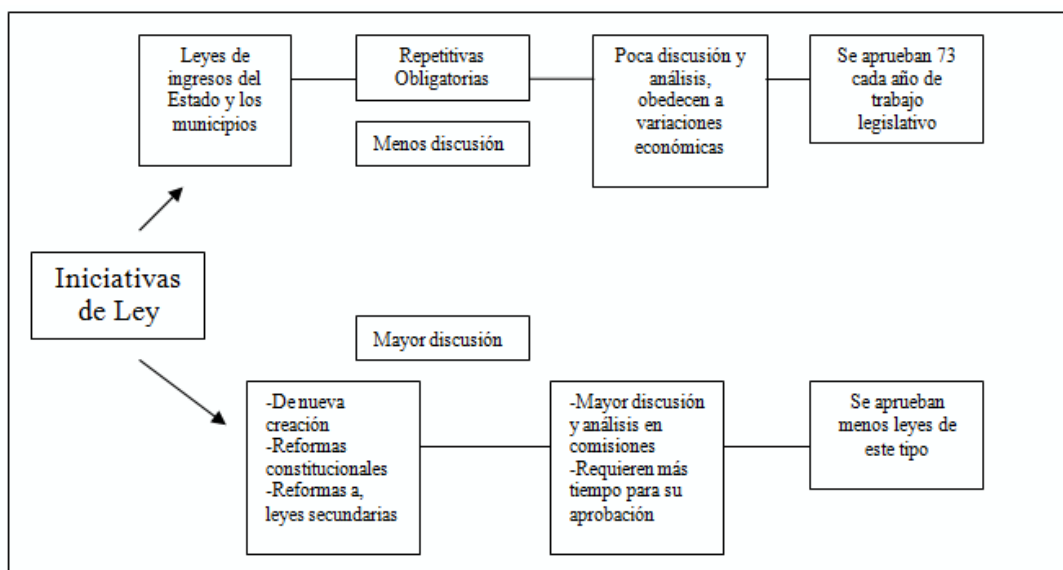 Leyes de
ingresos del
Estado y los
municipios
Repetitivas
Obligatorias
Menos discusión
Poca discusión y
análisis,
obedecen a
variaciones
económicas
Se aprueban 73
cada año de
trabajo
legislativo
Iniciativas
de Ley
Mayor discusión
-De nueva
creación
-Reformas
constitucionales
-Reformas a,
leyes secundarias
-Mayor discusión
y análisis en
comisiones
-Requieren más
tiempo para su
aprobación
Se aprueban
menos leyes de
este tipo